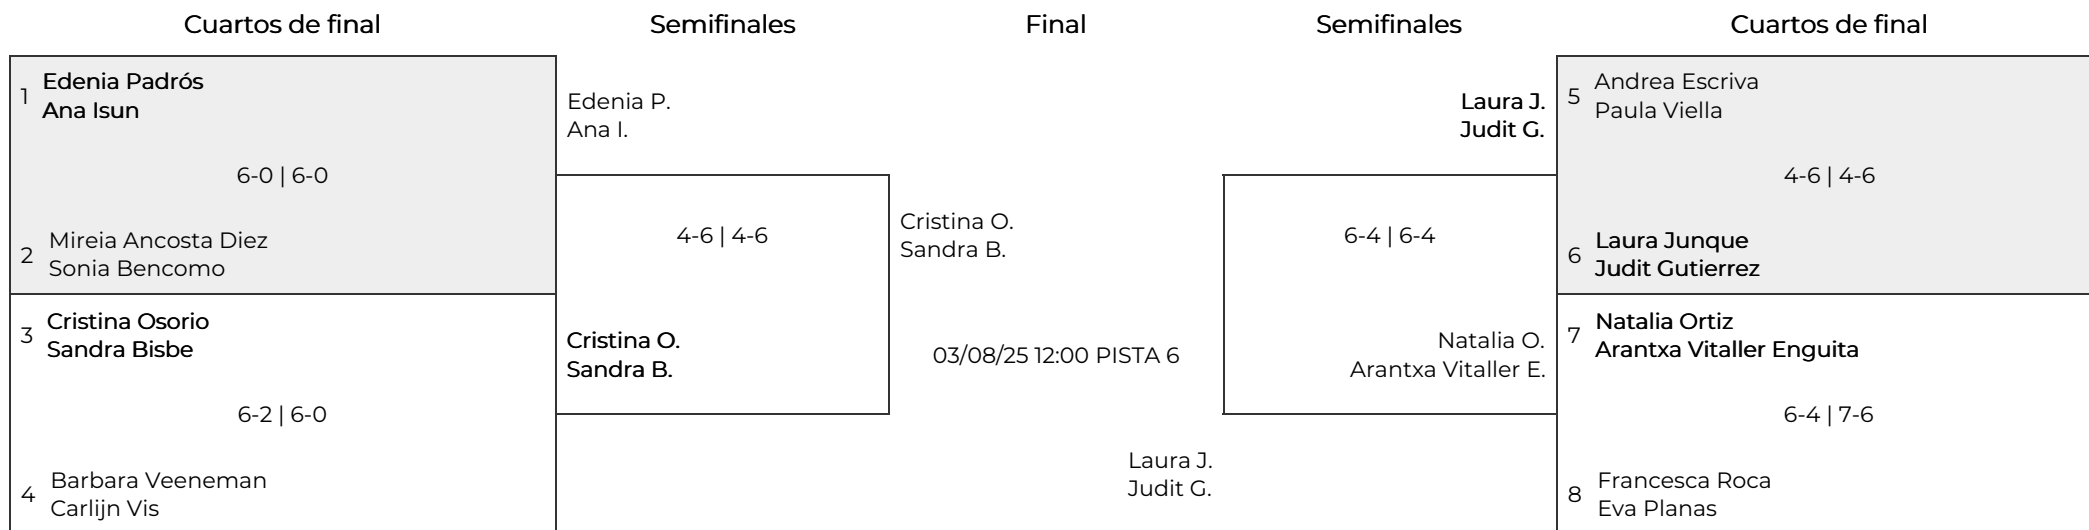 Cuartos de final
Semifinales
Final
Semifinales
Cuartos de final
1
Edenia Padrós
Ana Isun
6-0 | 6-0
2
Mireia Ancosta Diez
Sonia Bencomo
3
Cristina Osorio
Sandra Bisbe
6-2 | 6-0
4
Barbara Veeneman
Carlijn Vis
Edenia P.
Ana I.
4-6 | 4-6
Cristina O.
Sandra B.
Cristina O.
Sandra B.
03/08/25 12:00 PISTA 6
Laura J.
Judit G.
Laura J.
Judit G.
6-4 | 6-4
Natalia O.
Arantxa Vitaller E.
5
Andrea Escriva
Paula Viella
4-6 | 4-6
6
Laura Junque
Judit Gutierrez
7
Natalia Ortiz
Arantxa Vitaller Enguita
6-4 | 7-6
8
Francesca Roca
Eva Planas